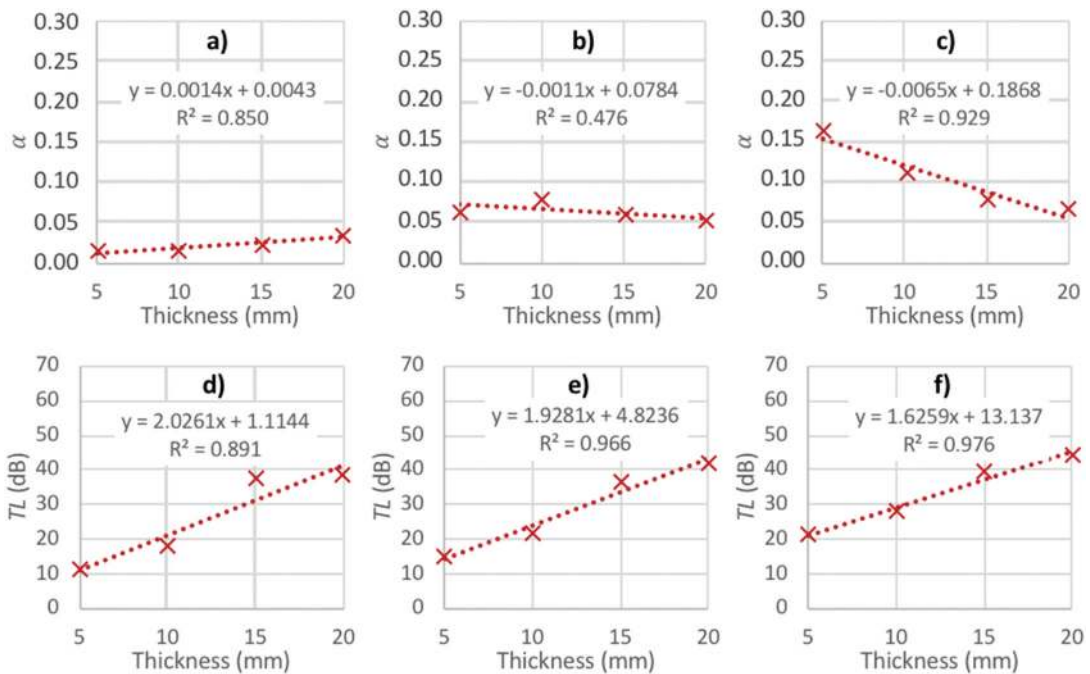 a)
y = 0.0014x + 0.0043
R² = 0.850
0.30
0.25
0.20
0.15
0.10
0.05
0.00
α
5 10 15 20
Thickness (mm)
b)
y = -0.0011x + 0.0784
R² = 0.476
0.30
0.25
0.20
0.15
0.10
0.05
0.00
α
5 10 15 20
Thickness (mm)
c)
y = -0.0065x + 0.1868
R² = 0.929
0.30
0.25
0.20
0.15
0.10
0.05
0.00
α
5 10 15 20
Thickness (mm)
d)
y = 2.0261x + 1.1144
R² = 0.891
70
60
50
40
30
20
10
0
TL (dB)
5 10 15 20
Thickness (mm)
e)
y = 1.9281x + 4.8236
R² = 0.966
70
60
50
40
30
20
10
0
TL (dB)
5 10 15 20
Thickness (mm)
f)
y = 1.6259x + 13.137
R² = 0.976
70
60
50
40
30
20
10
0
TL (dB)
5 10 15 20
Thickness (mm)